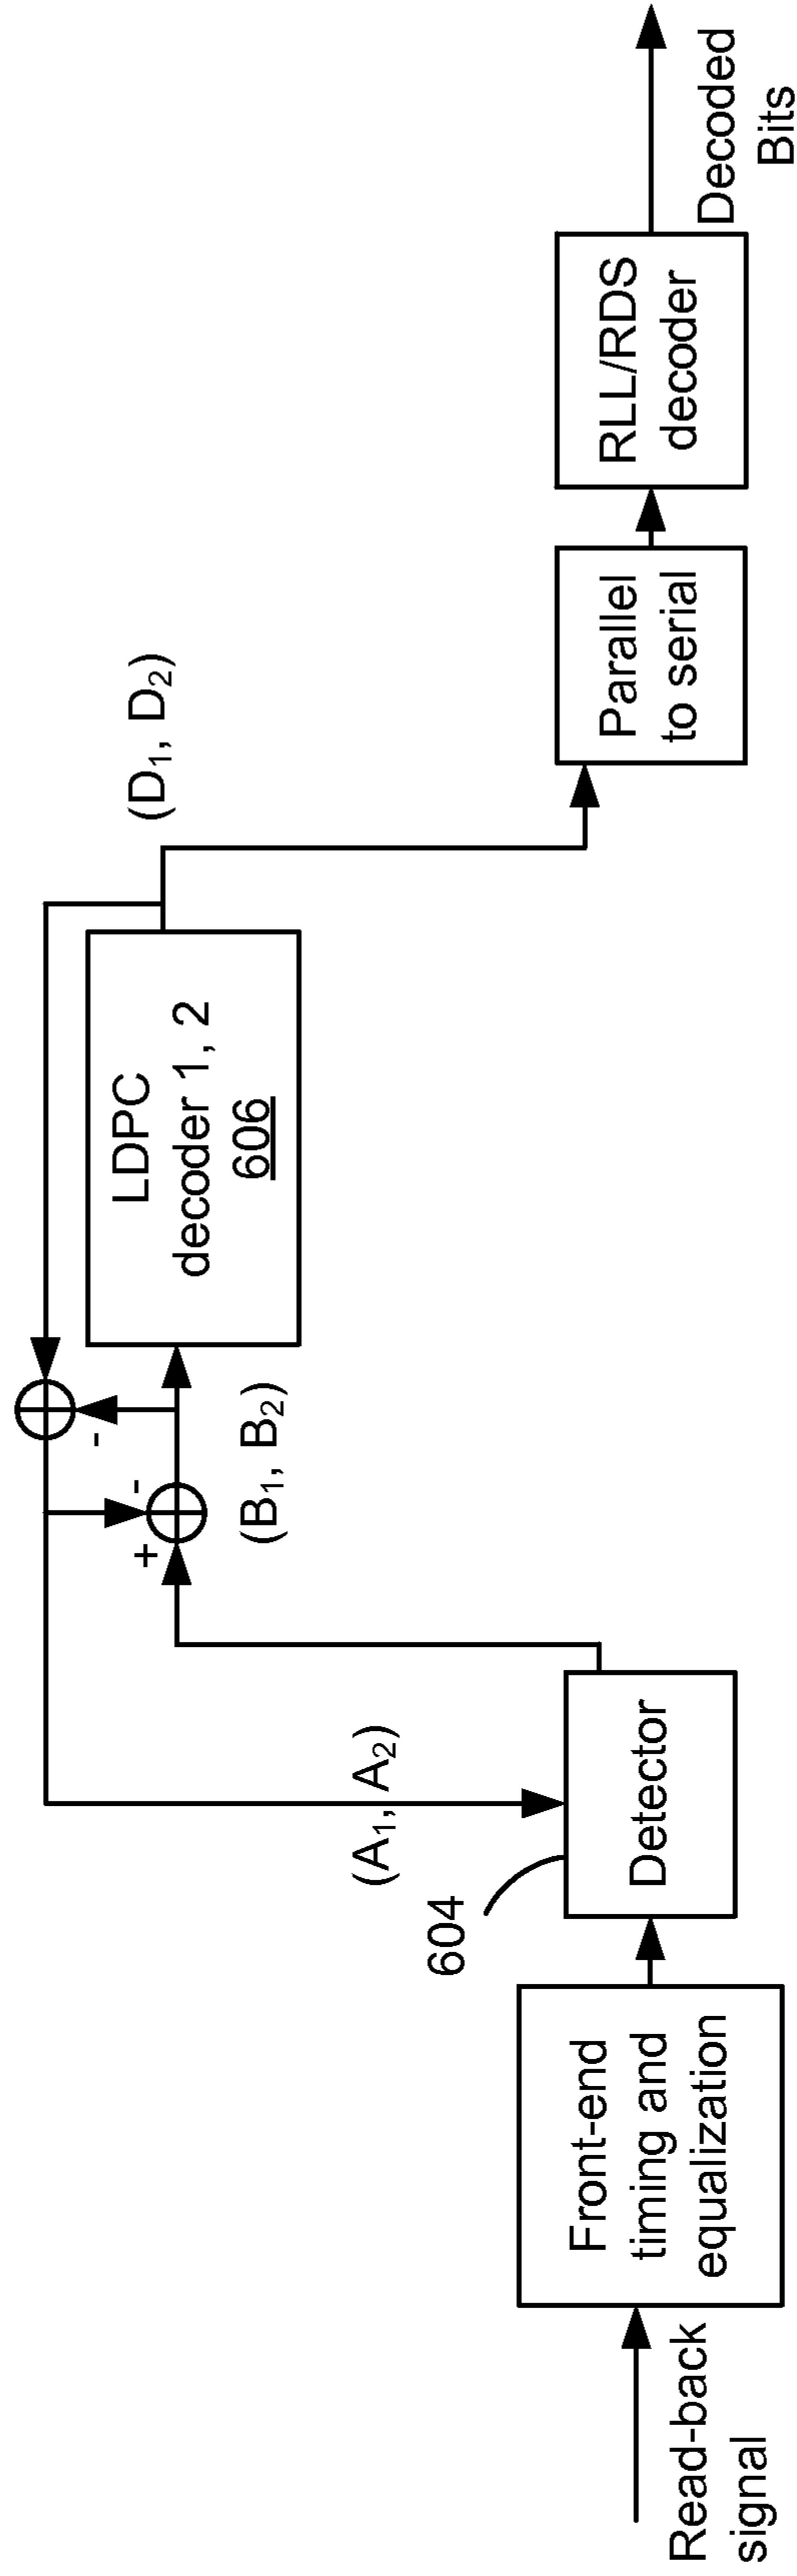 Read-back
signal
Front-end
timing and
equalization
604
Detector
(A₁, A₂)
+
-
-
(B₁, B₂)
LDPC
decoder 1, 2
606
(D₁, D₂)
Parallel
to serial
RLL/RDS
decoder
Decoded
Bits